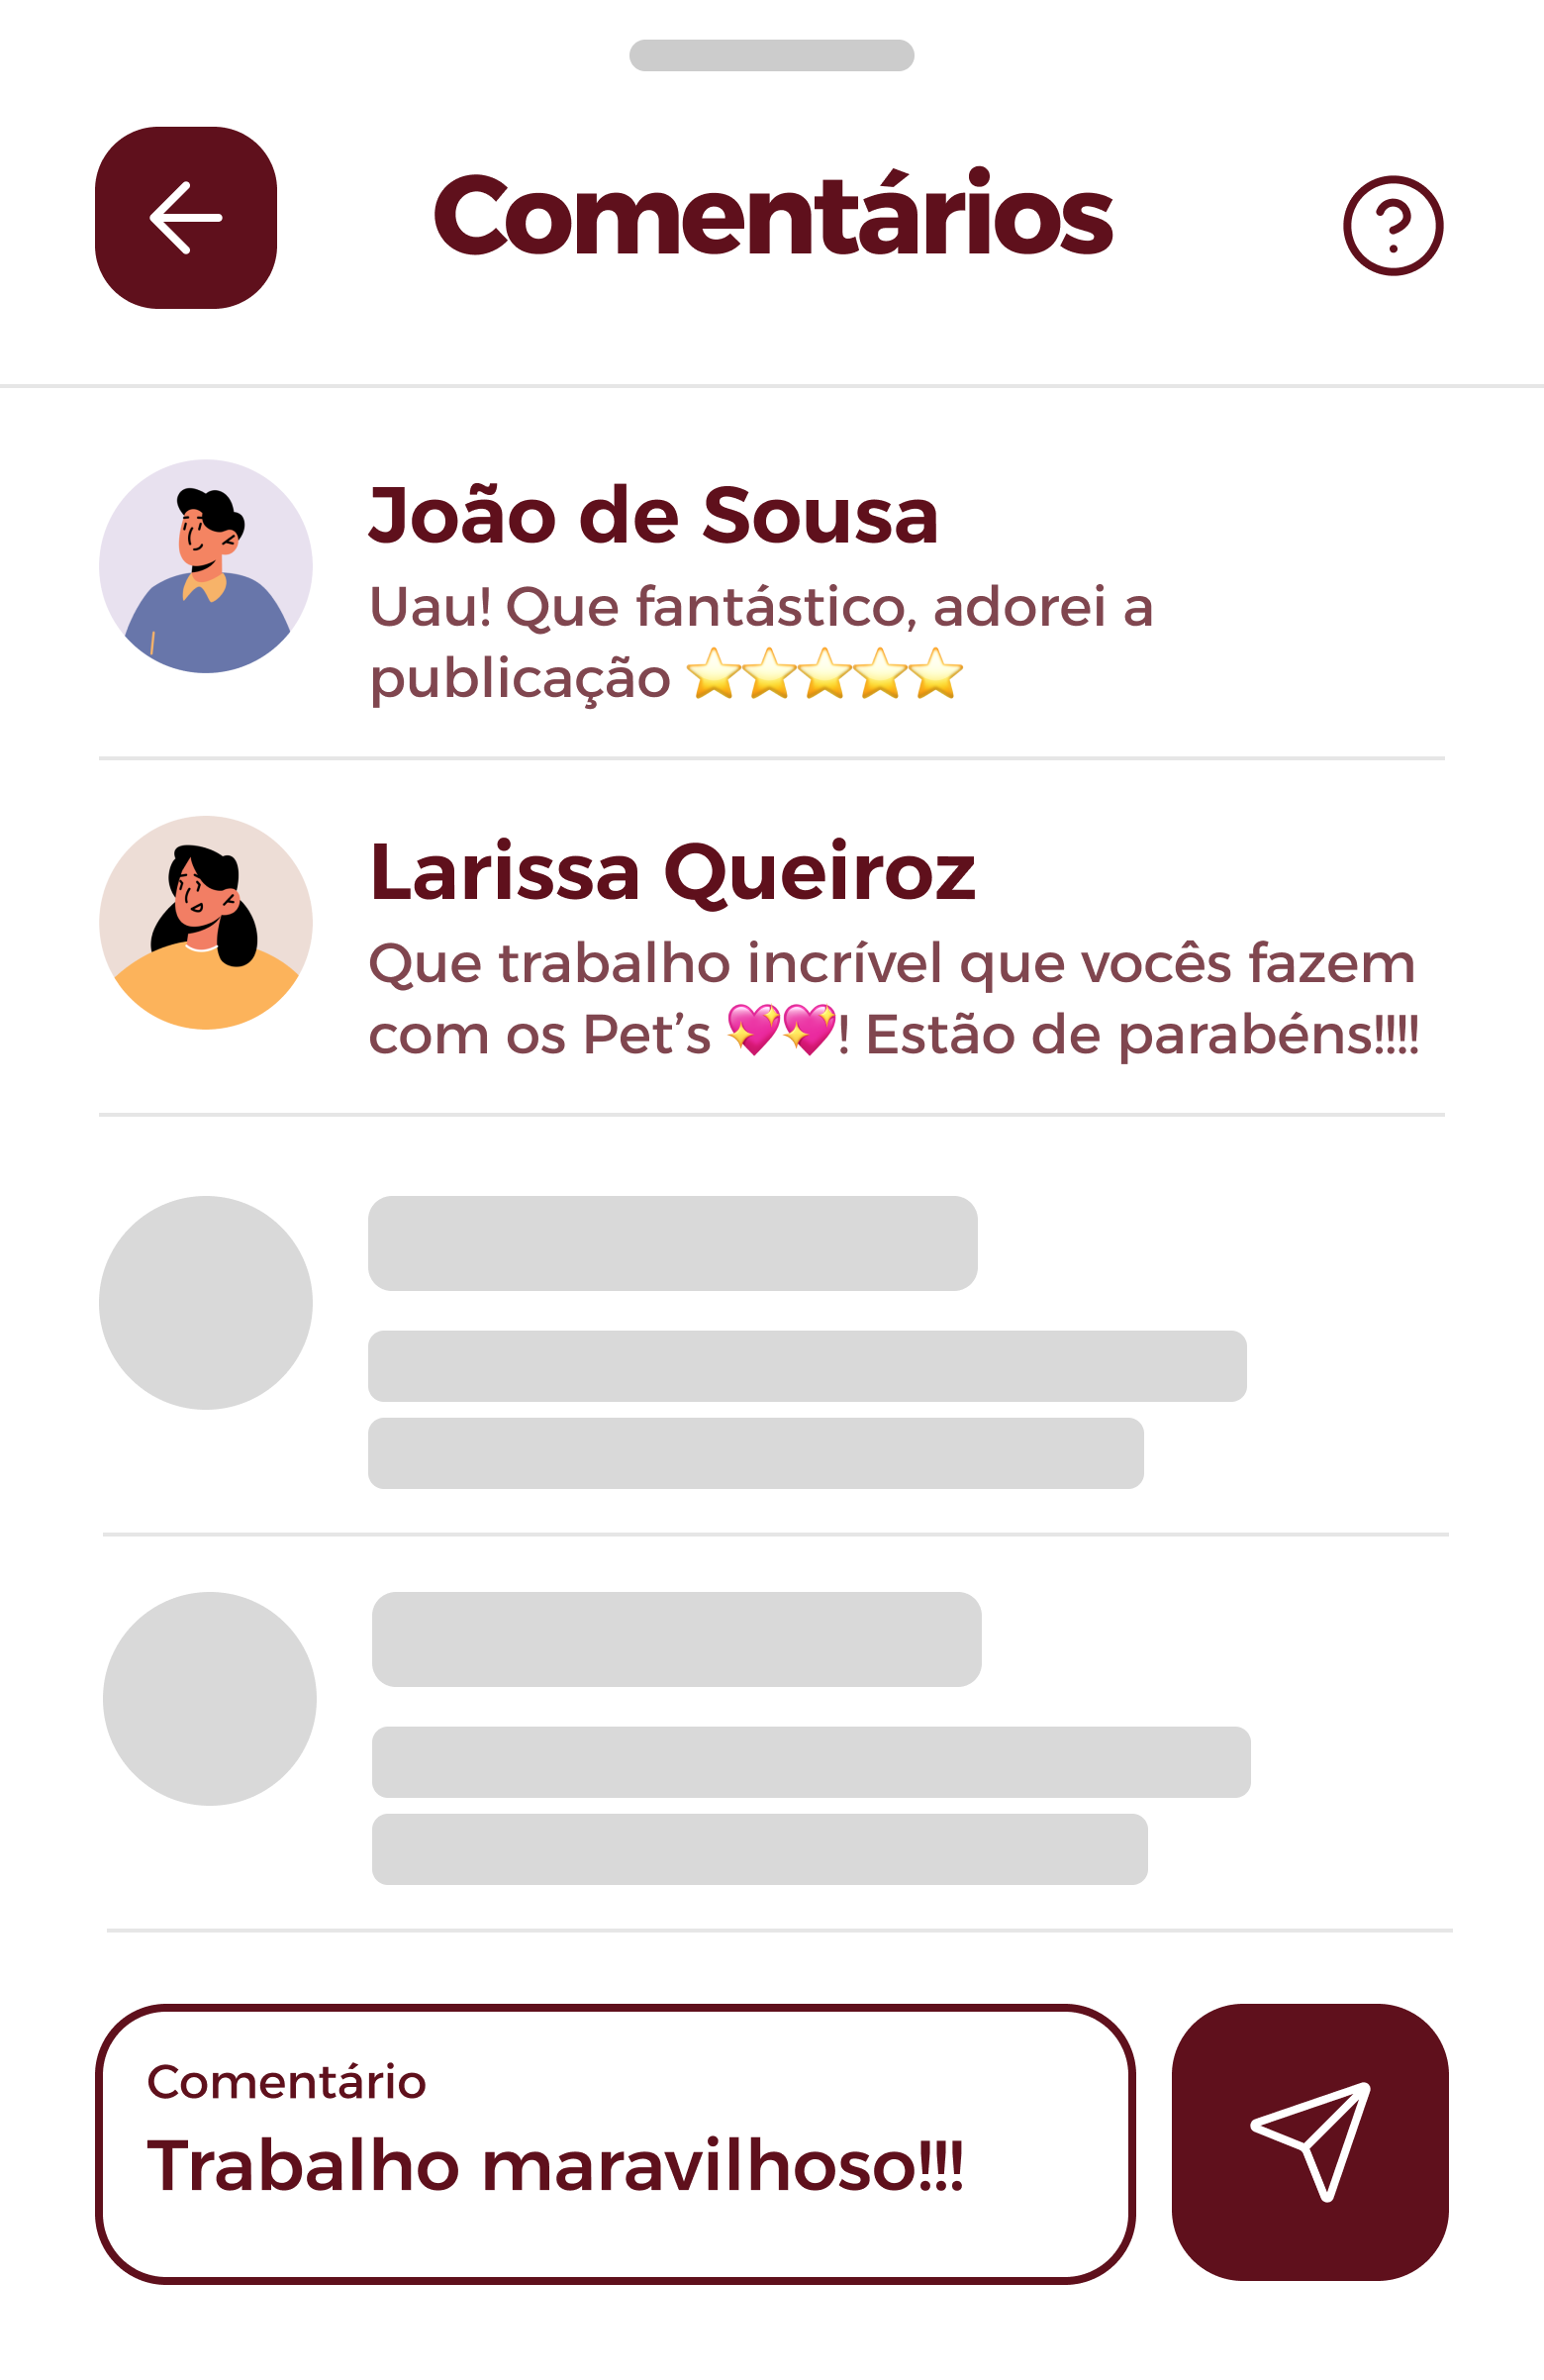 Comentários
João de Sousa
Uau! Que fantástico, adorei a
publicação ⭐⭐⭐⭐⭐
Larissa Queiroz
Que trabalho incrível que vocês fazem
com os Pet’s 💖💖! Estão de parabéns!!!!
Comentário
Trabalho maravilhoso!!!